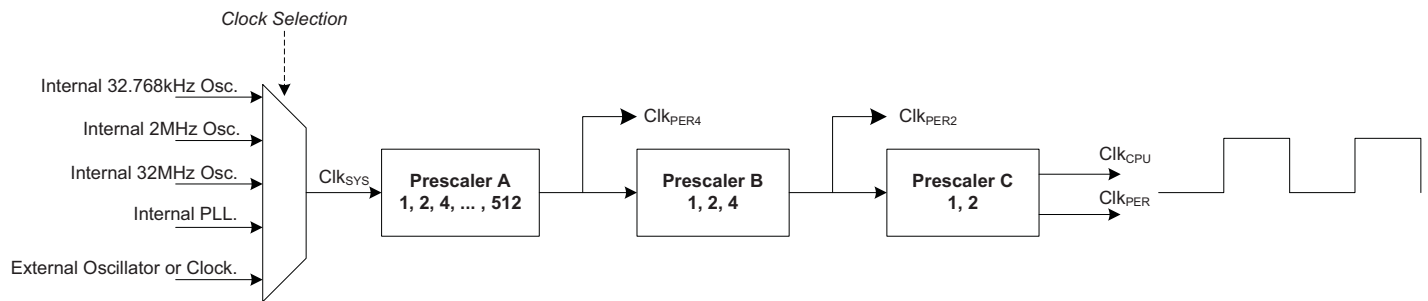 Clock Selection
Internal 32.768kHz Osc.
Internal 2MHz Osc.
Internal 32MHz Osc.
Internal PLL.
External Oscillator or Clock.
ClkSYS
Prescaler A
1, 2, 4, ... , 512
ClkPER4
Prescaler B
1, 2, 4
ClkPER2
Prescaler C
1, 2
ClkCPU
ClkPER